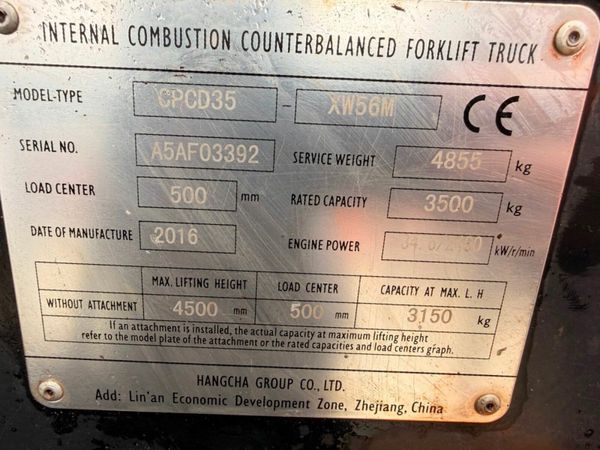 INTERNAL COMBUSTION COUNTERBALANCED FORKLIFT TRUCK
MODEL-TYPE CPCD35 - XW56M CE
SERIAL NO. A5AF03392 SERVICE WEIGHT 4855 kg
LOAD CENTER 500 mm RATED CAPACITY 3500 kg
DATE OF MANUFACTURE 2016 ENGINE POWER kW/r/min
MAX. LIFTING HEIGHT LOAD CENTER CAPACITY AT MAX. L. H
WITHOUT ATTACHMENT 4500 mm 500 mm 3150 kg
If an attachment is installed, the actual capacity at maximum lifting height
refer to the model plate of the attachment or the rated capacities and load centers graph.
HANGCHA GROUP CO., LTD.
Add: Lin'an Economic Development Zone, Zhejiang, China